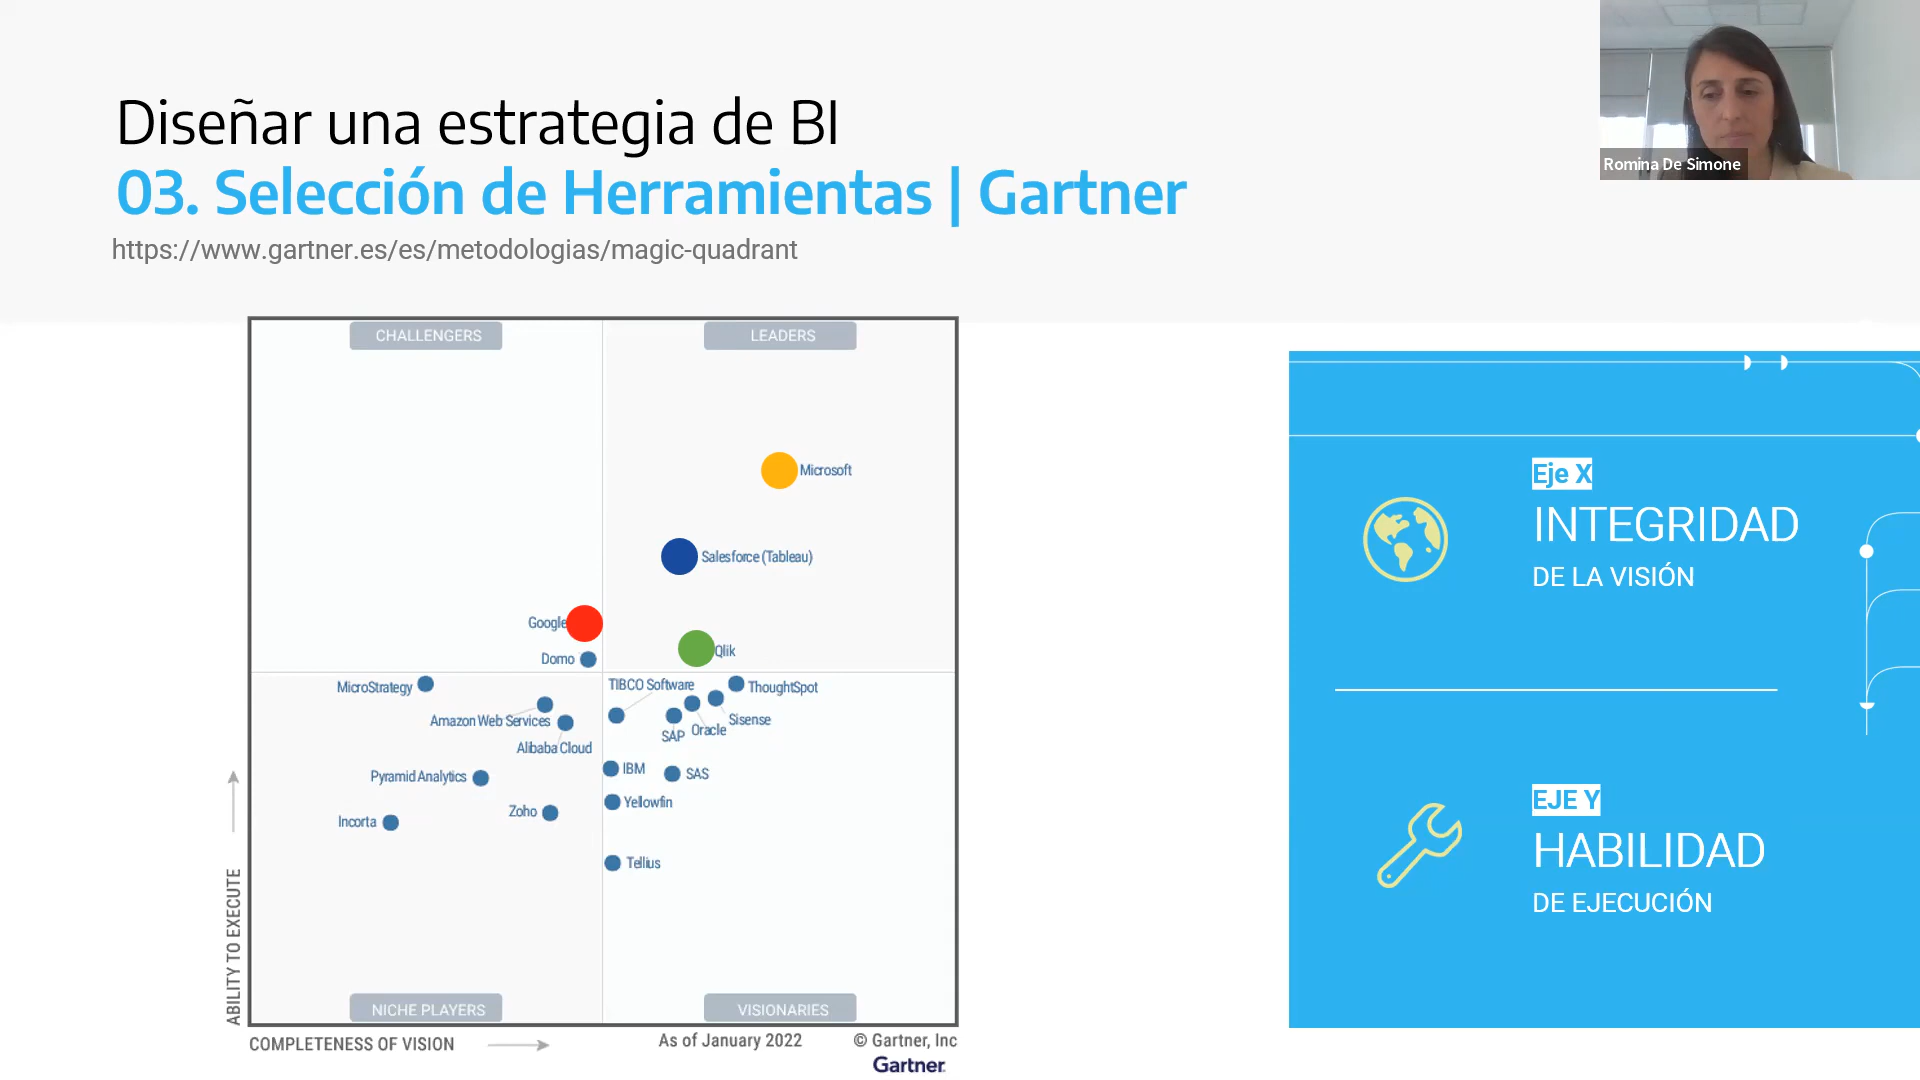 Diseñar una estrategia de BI
03. Selección de Herramientas | Gartner
https://www.gartner.es/es/metodologias/magic-quadrant
Romina De Simone
CHALLENGERS
LEADERS
Microsoft
Salesforce (Tableau)
Google
Domo
Qlik
MicroStrategy
Amazon Web Services
Alibaba Cloud
Pyramid Analytics
Zoho
Incorta
TIBCO Software
ThoughtSpot
Sisense
Oracle
SAP
IBM
SAS
Yellowfin
Tellius
NICHE PLAYERS
VISIONARIES
ABILITY TO EXECUTE
COMPLETENESS OF VISION
As of January 2022
© Gartner, Inc
Gartner
Eje X
INTEGRIDAD
DE LA VISIÓN
EJE Y
HABILIDAD
DE EJECUCIÓN